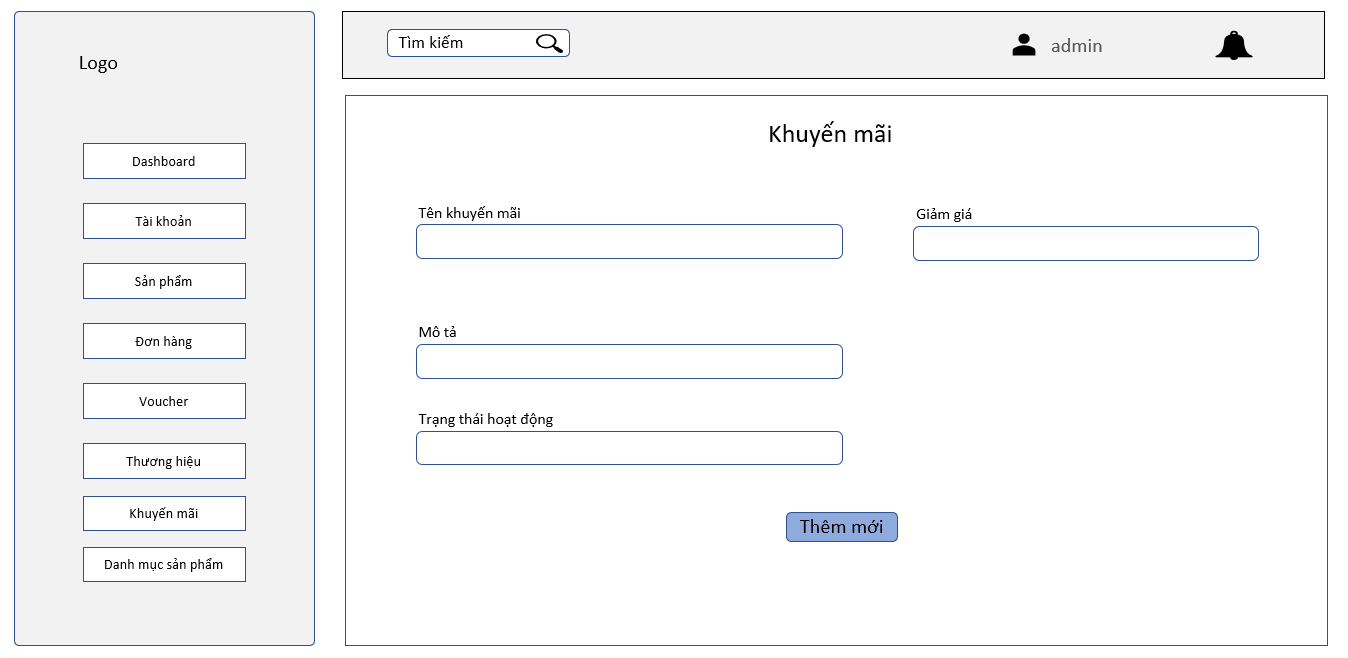 Logo
Dashboard
Tài khoản
Sản phẩm
Đơn hàng
Voucher
Thương hiệu
Khuyến mãi
Danh mục sản phẩm
Tìm kiếm
admin
Khuyến mãi
Tên khuyến mãi
Giảm giá
Mô tả
Trạng thái hoạt động
Thêm mới